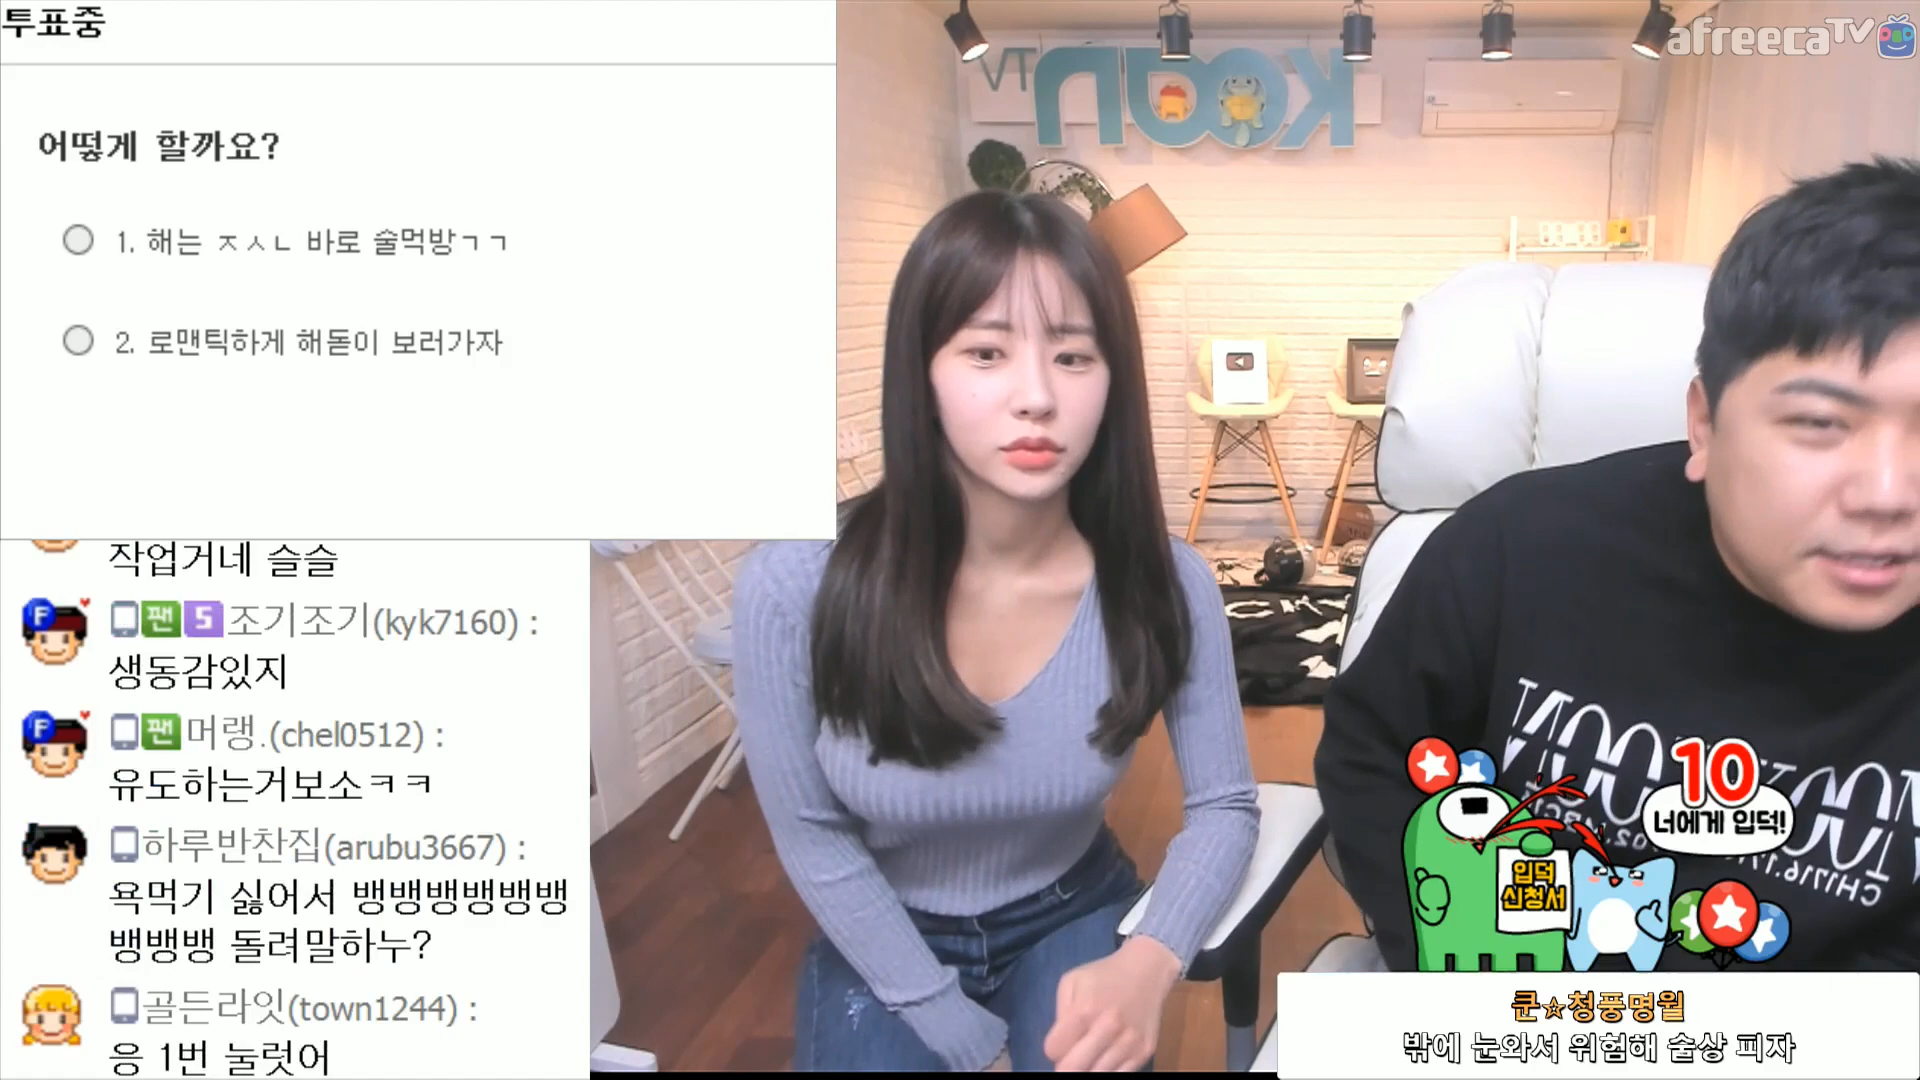 투표중
어떻게 할까요?
1. 해는 ㅈㅅㄴ 바로 술먹방ㄱㄱ
2. 로맨틱하게 해돋이 보러가자
작업거네 슬슬
F 팬 S 조기조기(kyk7160) :
생동감있지
F 팬 머랭.(chel0512) :
유도하는거보소ㅋㅋ
하루반찬집(arubu3667) :
욕먹기 싫어서 뱅뱅뱅뱅뱅뱅
뱅뱅뱅 돌려말하누?
골든라잇(town1244) :
응 1번 눌럿어
afreecaTV
KOON
TV
10
너에게 입덕!
입덕
신청서
쿤☆청풍명월
밖에 눈와서 위험해 술상 피자